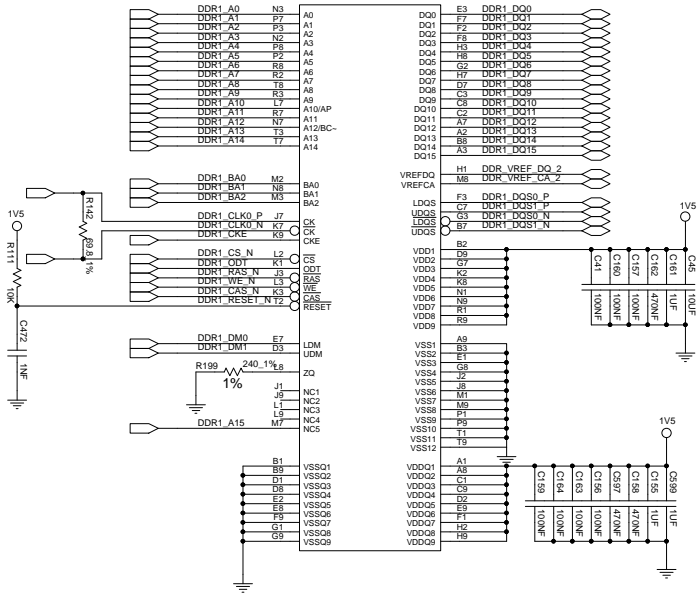 DDR1_A0 N3 A0
DDR1_A1 P7 A1
DDR1_A2 P3 A2
DDR1_A3 N2 A3
DDR1_A4 P8 A4
DDR1_A5 P2 A5
DDR1_A6 R8 A6
DDR1_A7 R2 A7
DDR1_A8 T8 A8
DDR1_A9 R3 A9
DDR1_A10 L7 A10/AP
DDR1_A11 R7 A11
DDR1_A12 N7 A12/BC~
DDR1_A13 T3 A13
DDR1_A14 T7 A14
DDR1_BA0 M2 BA0
DDR1_BA1 N8 BA1
DDR1_BA2 M3 BA2
DDR1_CLK0_P J7 CK
DDR1_CLK0_N K7 CK
DDR1_CKE K9 CKE
DDR1_CS_N L2 CS
DDR1_ODT K1 ODT
DDR1_RAS_N J3 RAS
DDR1_WE_N L3 WE
DDR1_CAS_N K3 CAS
DDR1_RESET_N T2 RESET
R142
69.8_1%
1V5
R111
10K
C472
1NF
DDR1_DM0 E7 LDM
DDR1_DM1 D3 UDM
R199 240_1% L8 ZQ
1%
J1 NC1
J9 NC2
L1 NC3
L9 NC4
DDR1_A15 M7 NC5
B1 VSSQ1
B9 VSSQ2
D1 VSSQ3
D8 VSSQ4
E2 VSSQ5
E8 VSSQ6
F9 VSSQ7
G1 VSSQ8
G9 VSSQ9
DQ0 E3 DDR1_DQ0
DQ1 F7 DDR1_DQ1
DQ2 F2 DDR1_DQ2
DQ3 F8 DDR1_DQ3
DQ4 H3 DDR1_DQ4
DQ5 H8 DDR1_DQ5
DQ6 G2 DDR1_DQ6
DQ7 H7 DDR1_DQ7
DQ8 D7 DDR1_DQ8
DQ9 C3 DDR1_DQ9
DQ10 C8 DDR1_DQ10
DQ11 C2 DDR1_DQ11
DQ12 A7 DDR1_DQ12
DQ13 A2 DDR1_DQ13
DQ14 B8 DDR1_DQ14
DQ15 A3 DDR1_DQ15
VREFDQ H1 DDR_VREF_DQ_2
VREFCA M8 DDR_VREF_CA_2
LDQS F3 DDR1_DQS0_P
UDQS C7 DDR1_DQS1_P
LDQS G3 DDR1_DQS0_N
UDQS B7 DDR1_DQS1_N
VDD1 B2
VDD2 D9
VDD3 G7
VDD4 K2
VDD5 K8
VDD6 N1
VDD7 N9
VDD8 R1
VDD9 R9
1V5
C41 100NF
C160 100NF
C157 100NF
C162 470NF
C161 1UF
C45 10UF
VSS1 A9
VSS2 B3
VSS3 E1
VSS4 G8
VSS5 J2
VSS6 J8
VSS7 M1
VSS8 M9
VSS9 P1
VSS10 P9
VSS11 T1
VSS12 T9
VDDQ1 A1
VDDQ2 A8
VDDQ3 C1
VDDQ4 C9
VDDQ5 D2
VDDQ6 E9
VDDQ7 F1
VDDQ8 H2
VDDQ9 H9
1V5
C159 100NF
C164 100NF
C163 100NF
C156 100NF
C597 470NF
C158 470NF
C155 1UF
C599 1UF